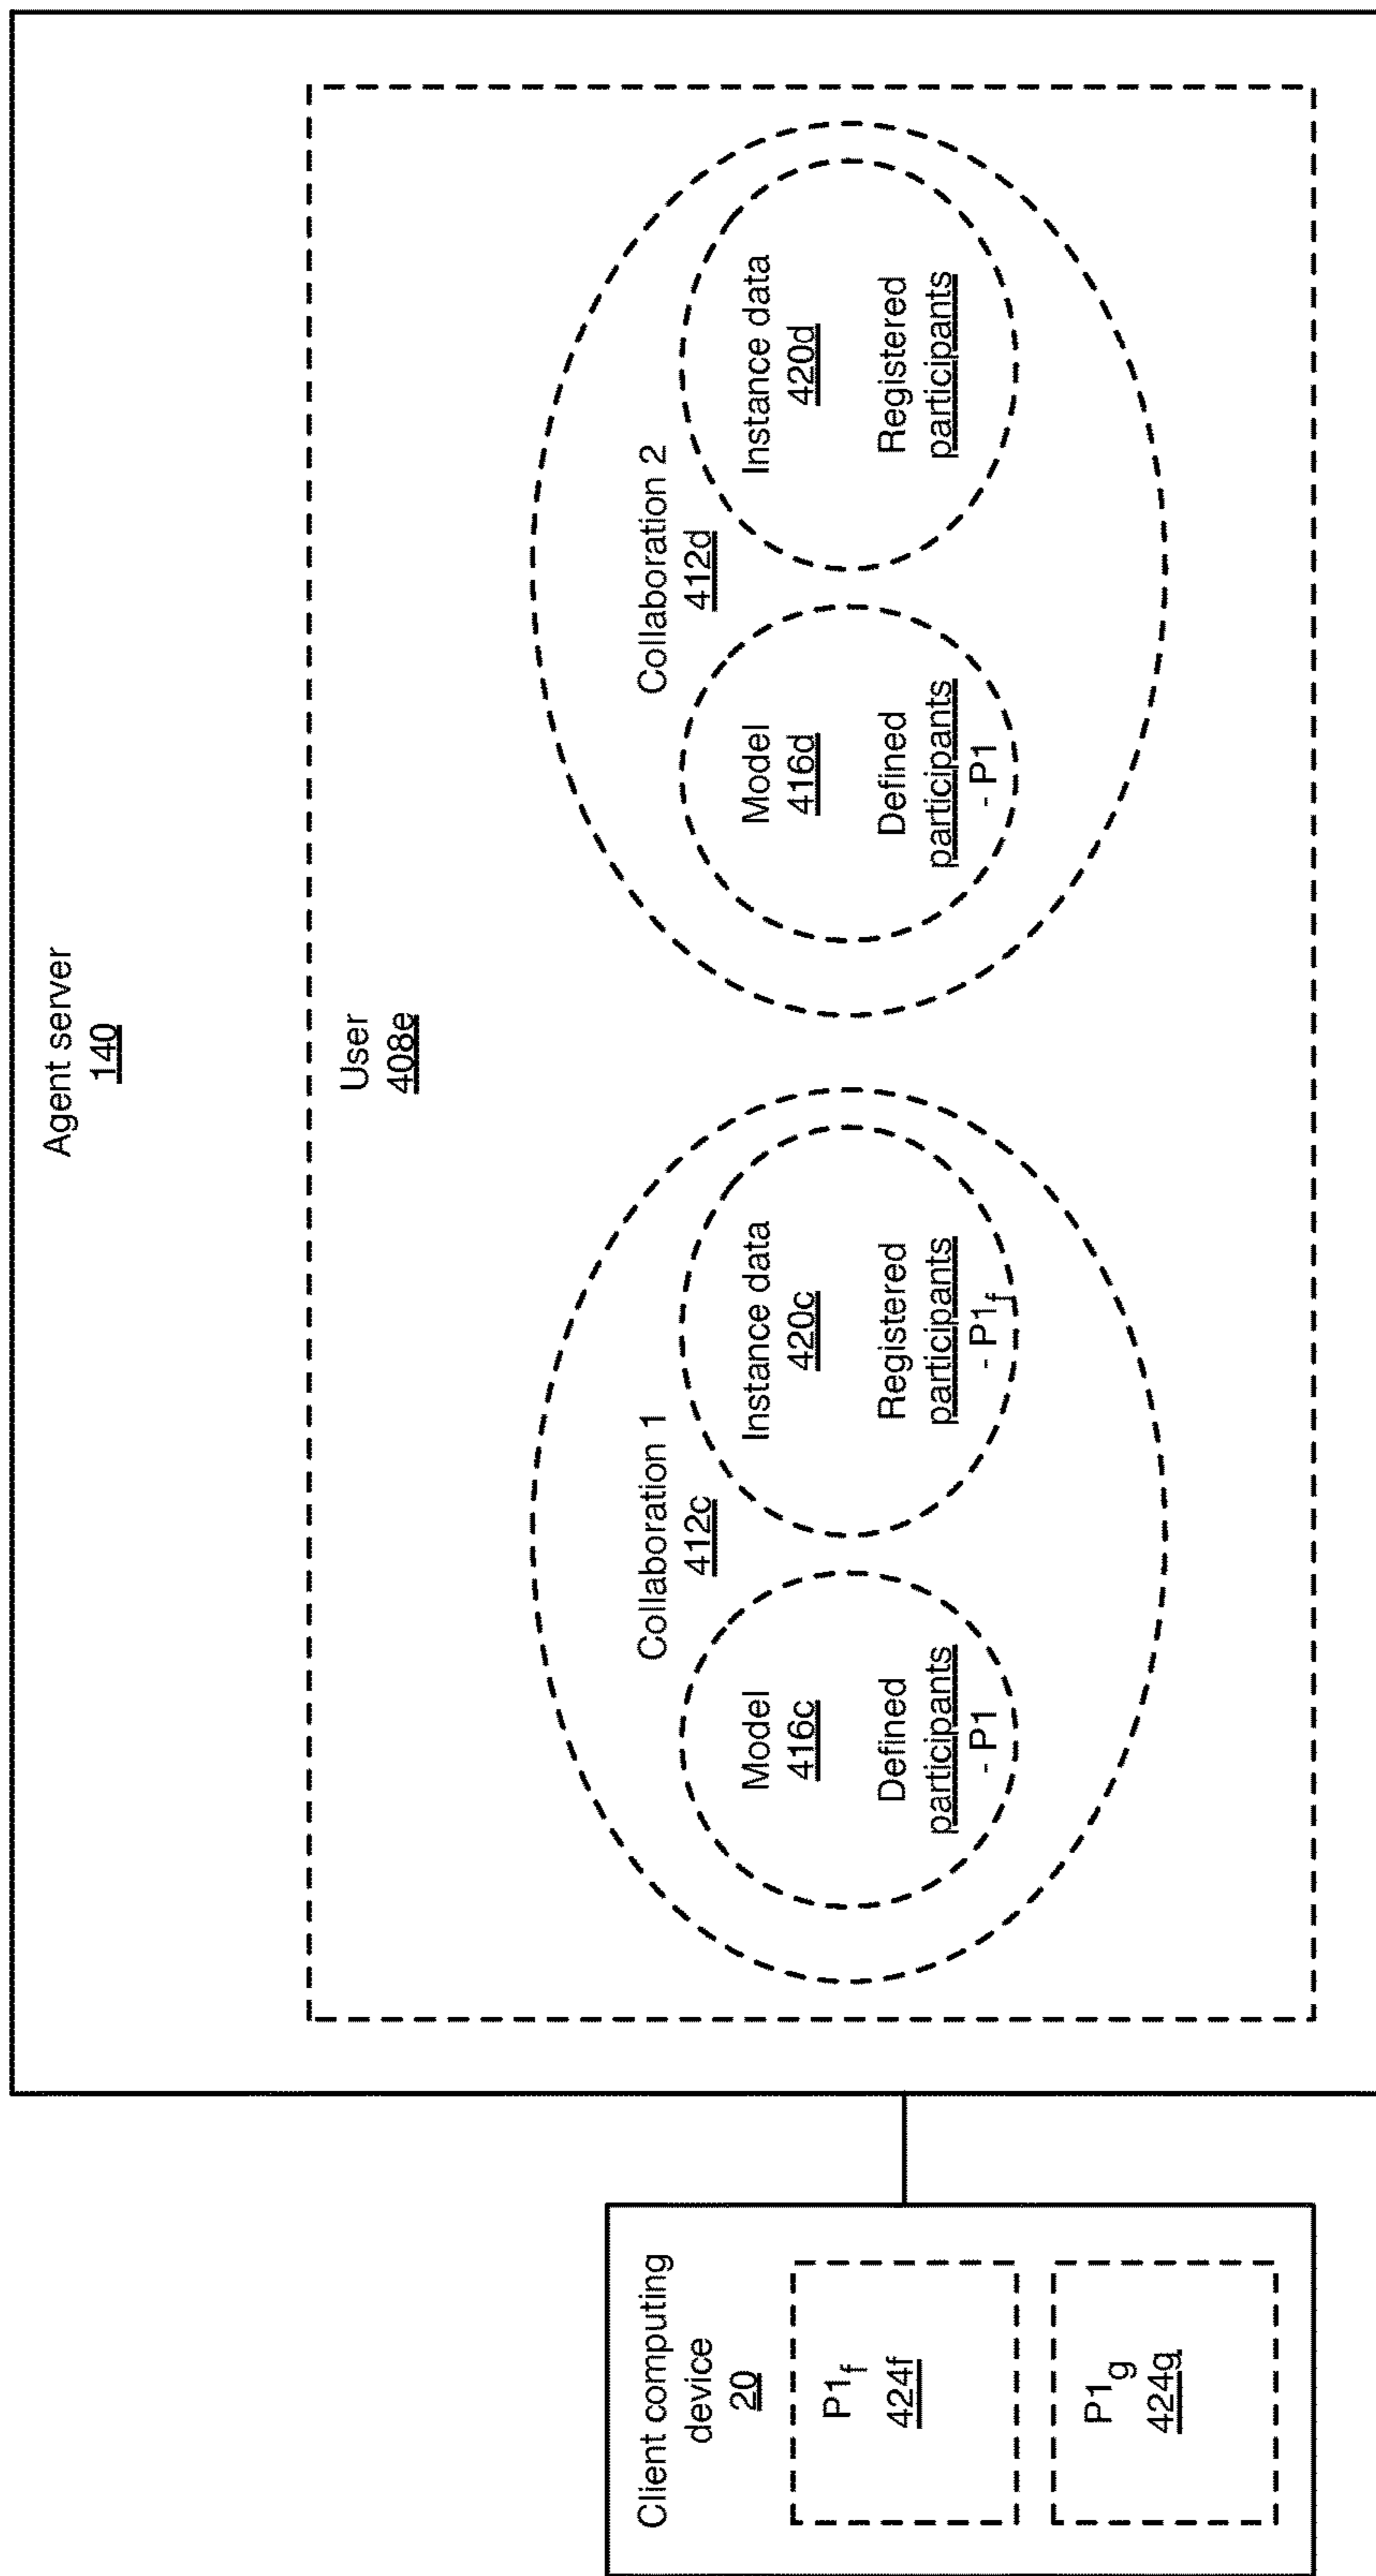 Agent server
140
User
408e
Collaboration 1
412c
Model
416c
Defined
participants
- P1
Instance data
420c
Registered
participants
- P1f
Collaboration 2
412d
Model
416d
Defined
participants
- P1
Instance data
420d
Registered
participants
Client computing
device
20
P1f
424f
P1g
424g